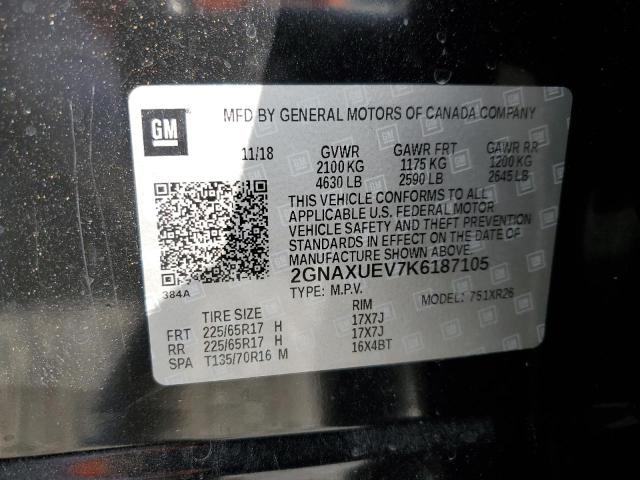 GM
MFD BY GENERAL MOTORS OF CANADA COMPANY
11/18 GVWR GAWR FRT GAWR RR
2100 KG 1175 KG 1200 KG
4630 LB 2590 LB 2645 LB
THIS VEHICLE CONFORMS TO ALL
APPLICABLE U.S. FEDERAL MOTOR
VEHICLE SAFETY AND THEFT PREVENTION
STANDARDS IN EFFECT ON THE DATE OF
MANUFACTURE SHOWN ABOVE.
2GNAXUEV7K6187105
384A TYPE: M.P.V. MODEL: 751XR26
TIRE SIZE RIM
FRT 225/65R17 H 17X7J
RR 225/65R17 H 17X7J
SPA T135/70R16 M 16X4BT